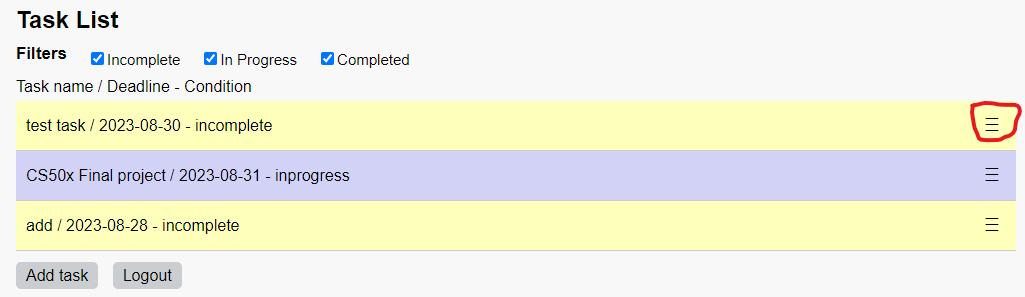 Task List
Filters Incomplete In Progress Completed
Task name / Deadline - Condition
test task / 2023-08-30 - incomplete
CS50x Final project / 2023-08-31 - inprogress
add / 2023-08-28 - incomplete
Add task Logout